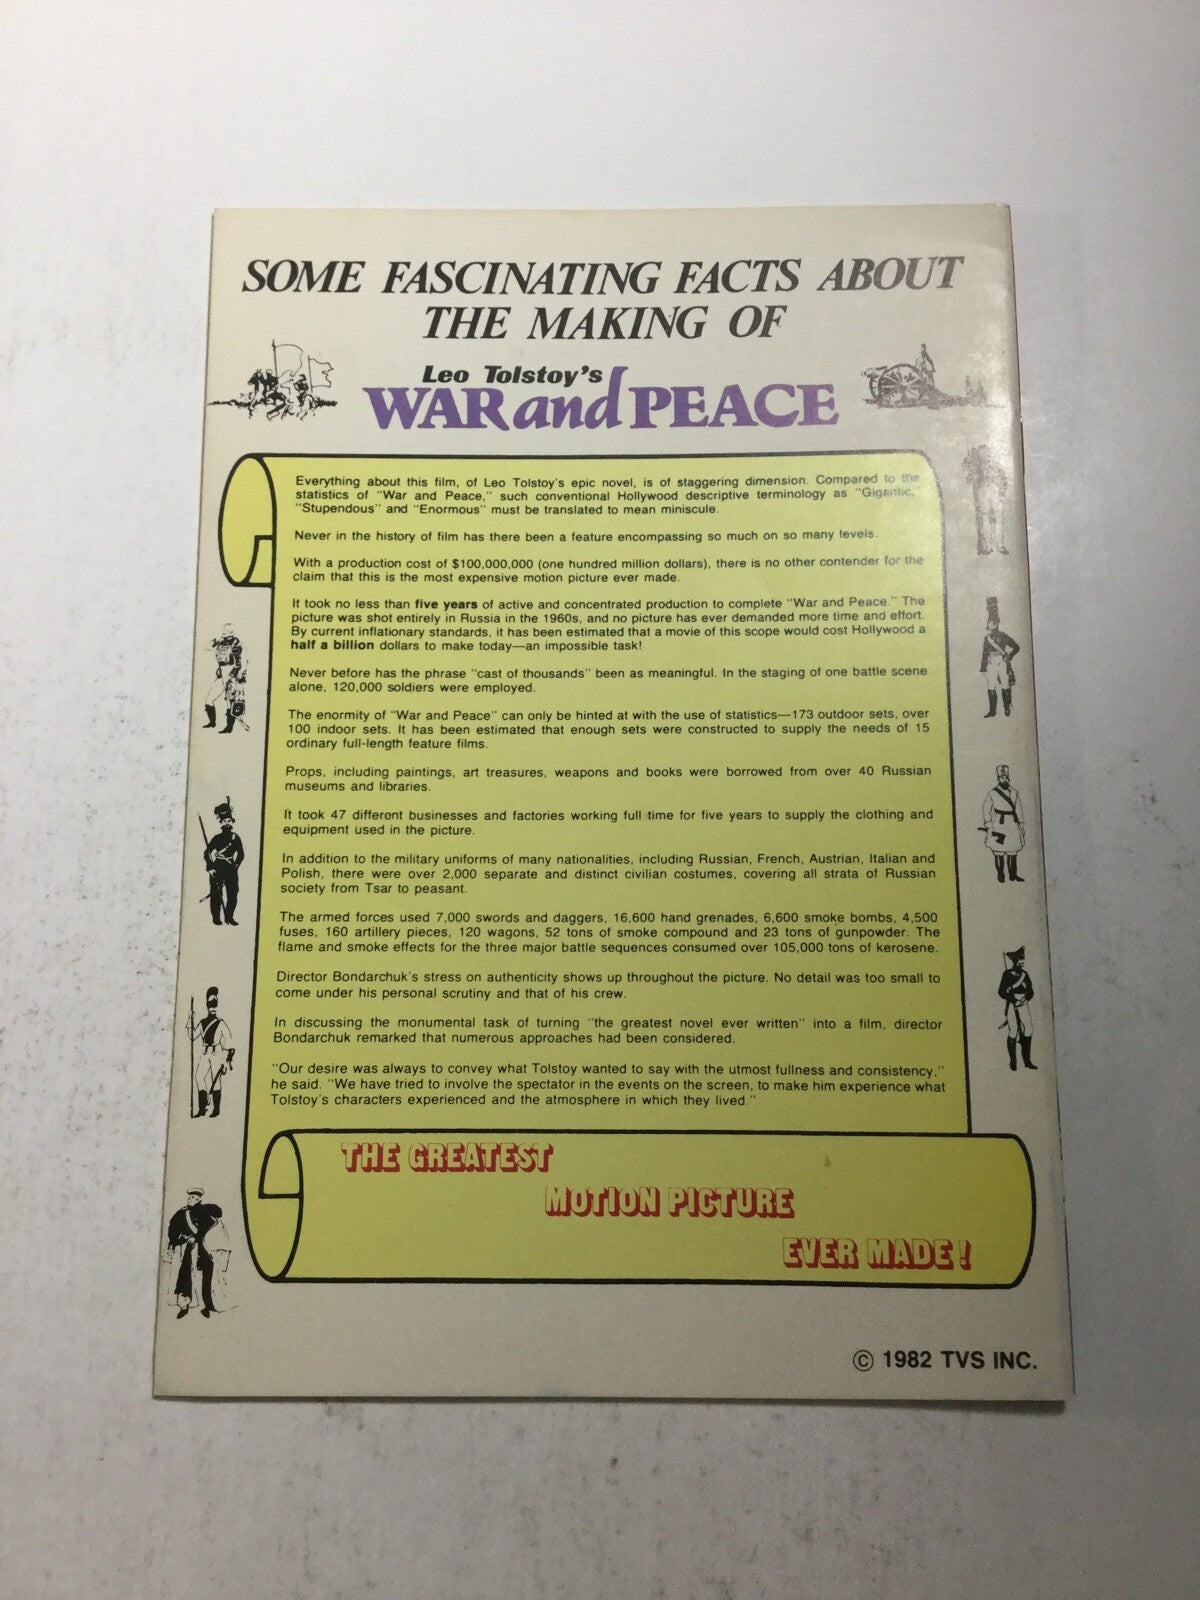 SOME FASCINATING FACTS ABOUT
THE MAKING OF
Leo Tolstoy's
WAR and PEACE
Everything about this film, of Leo Tolstoy's epic novel, is of staggering dimension. Compared to the
statistics of "War and Peace," such conventional Hollywood descriptive terminology as "Gigantic,"
"Stupendous" and "Enormous" must be translated to mean miniscule.
Never in the history of film has there been a feature encompassing so much on so many levels.
With a production cost of $100,000,000 (one hundred million dollars), there is no other contender for the
claim that this is the most expensive motion picture ever made.
It took no less than five years of active and concentrated production to complete "War and Peace." The
picture was shot entirely in Russia in the 1960s, and no picture has ever demanded more time and effort.
By current inflationary standards, it has been estimated that a movie of this scope would cost Hollywood a
half a billion dollars to make today—an impossible task!
Never before has the phrase "cast of thousands" been as meaningful. In the staging of one battle scene
alone, 120,000 soldiers were employed.
The enormity of "War and Peace" can only be hinted at with the use of statistics—173 outdoor sets, over
100 indoor sets. It has been estimated that enough sets were constructed to supply the needs of 15
ordinary full-length feature films.
Props, including paintings, art treasures, weapons and books were borrowed from over 40 Russian
museums and libraries.
It took 47 different businesses and factories working full time for five years to supply the clothing and
equipment used in the picture.
In addition to the military uniforms of many nationalities, including Russian, French, Austrian, Italian and
Polish, there were over 2,000 separate and distinct civilian costumes, covering all strata of Russian
society from Tsar to peasant.
The armed forces used 7,000 swords and daggers, 16,600 hand grenades, 6,600 smoke bombs, 4,500
fuses, 160 artillery pieces, 120 wagons, 52 tons of smoke compound and 23 tons of gunpowder. The
flame and smoke effects for the three major battle sequences consumed over 105,000 tons of kerosene.
Director Bondarchuk's stress on authenticity shows up throughout the picture. No detail was too small to
come under his personal scrutiny and that of his crew.
In discussing the monumental task of turning "the greatest novel ever written" into a film, director
Bondarchuk remarked that numerous approaches had been considered.
"Our desire was always to convey what Tolstoy wanted to say with the utmost fullness and consistency,"
he said. "We have tried to involve the spectator in the events on the screen, to make him experience what
Tolstoy's characters experienced and the atmosphere in which they lived."
THE GREATEST
MOTION PICTURE
EVER MADE!
© 1982 TVS INC.